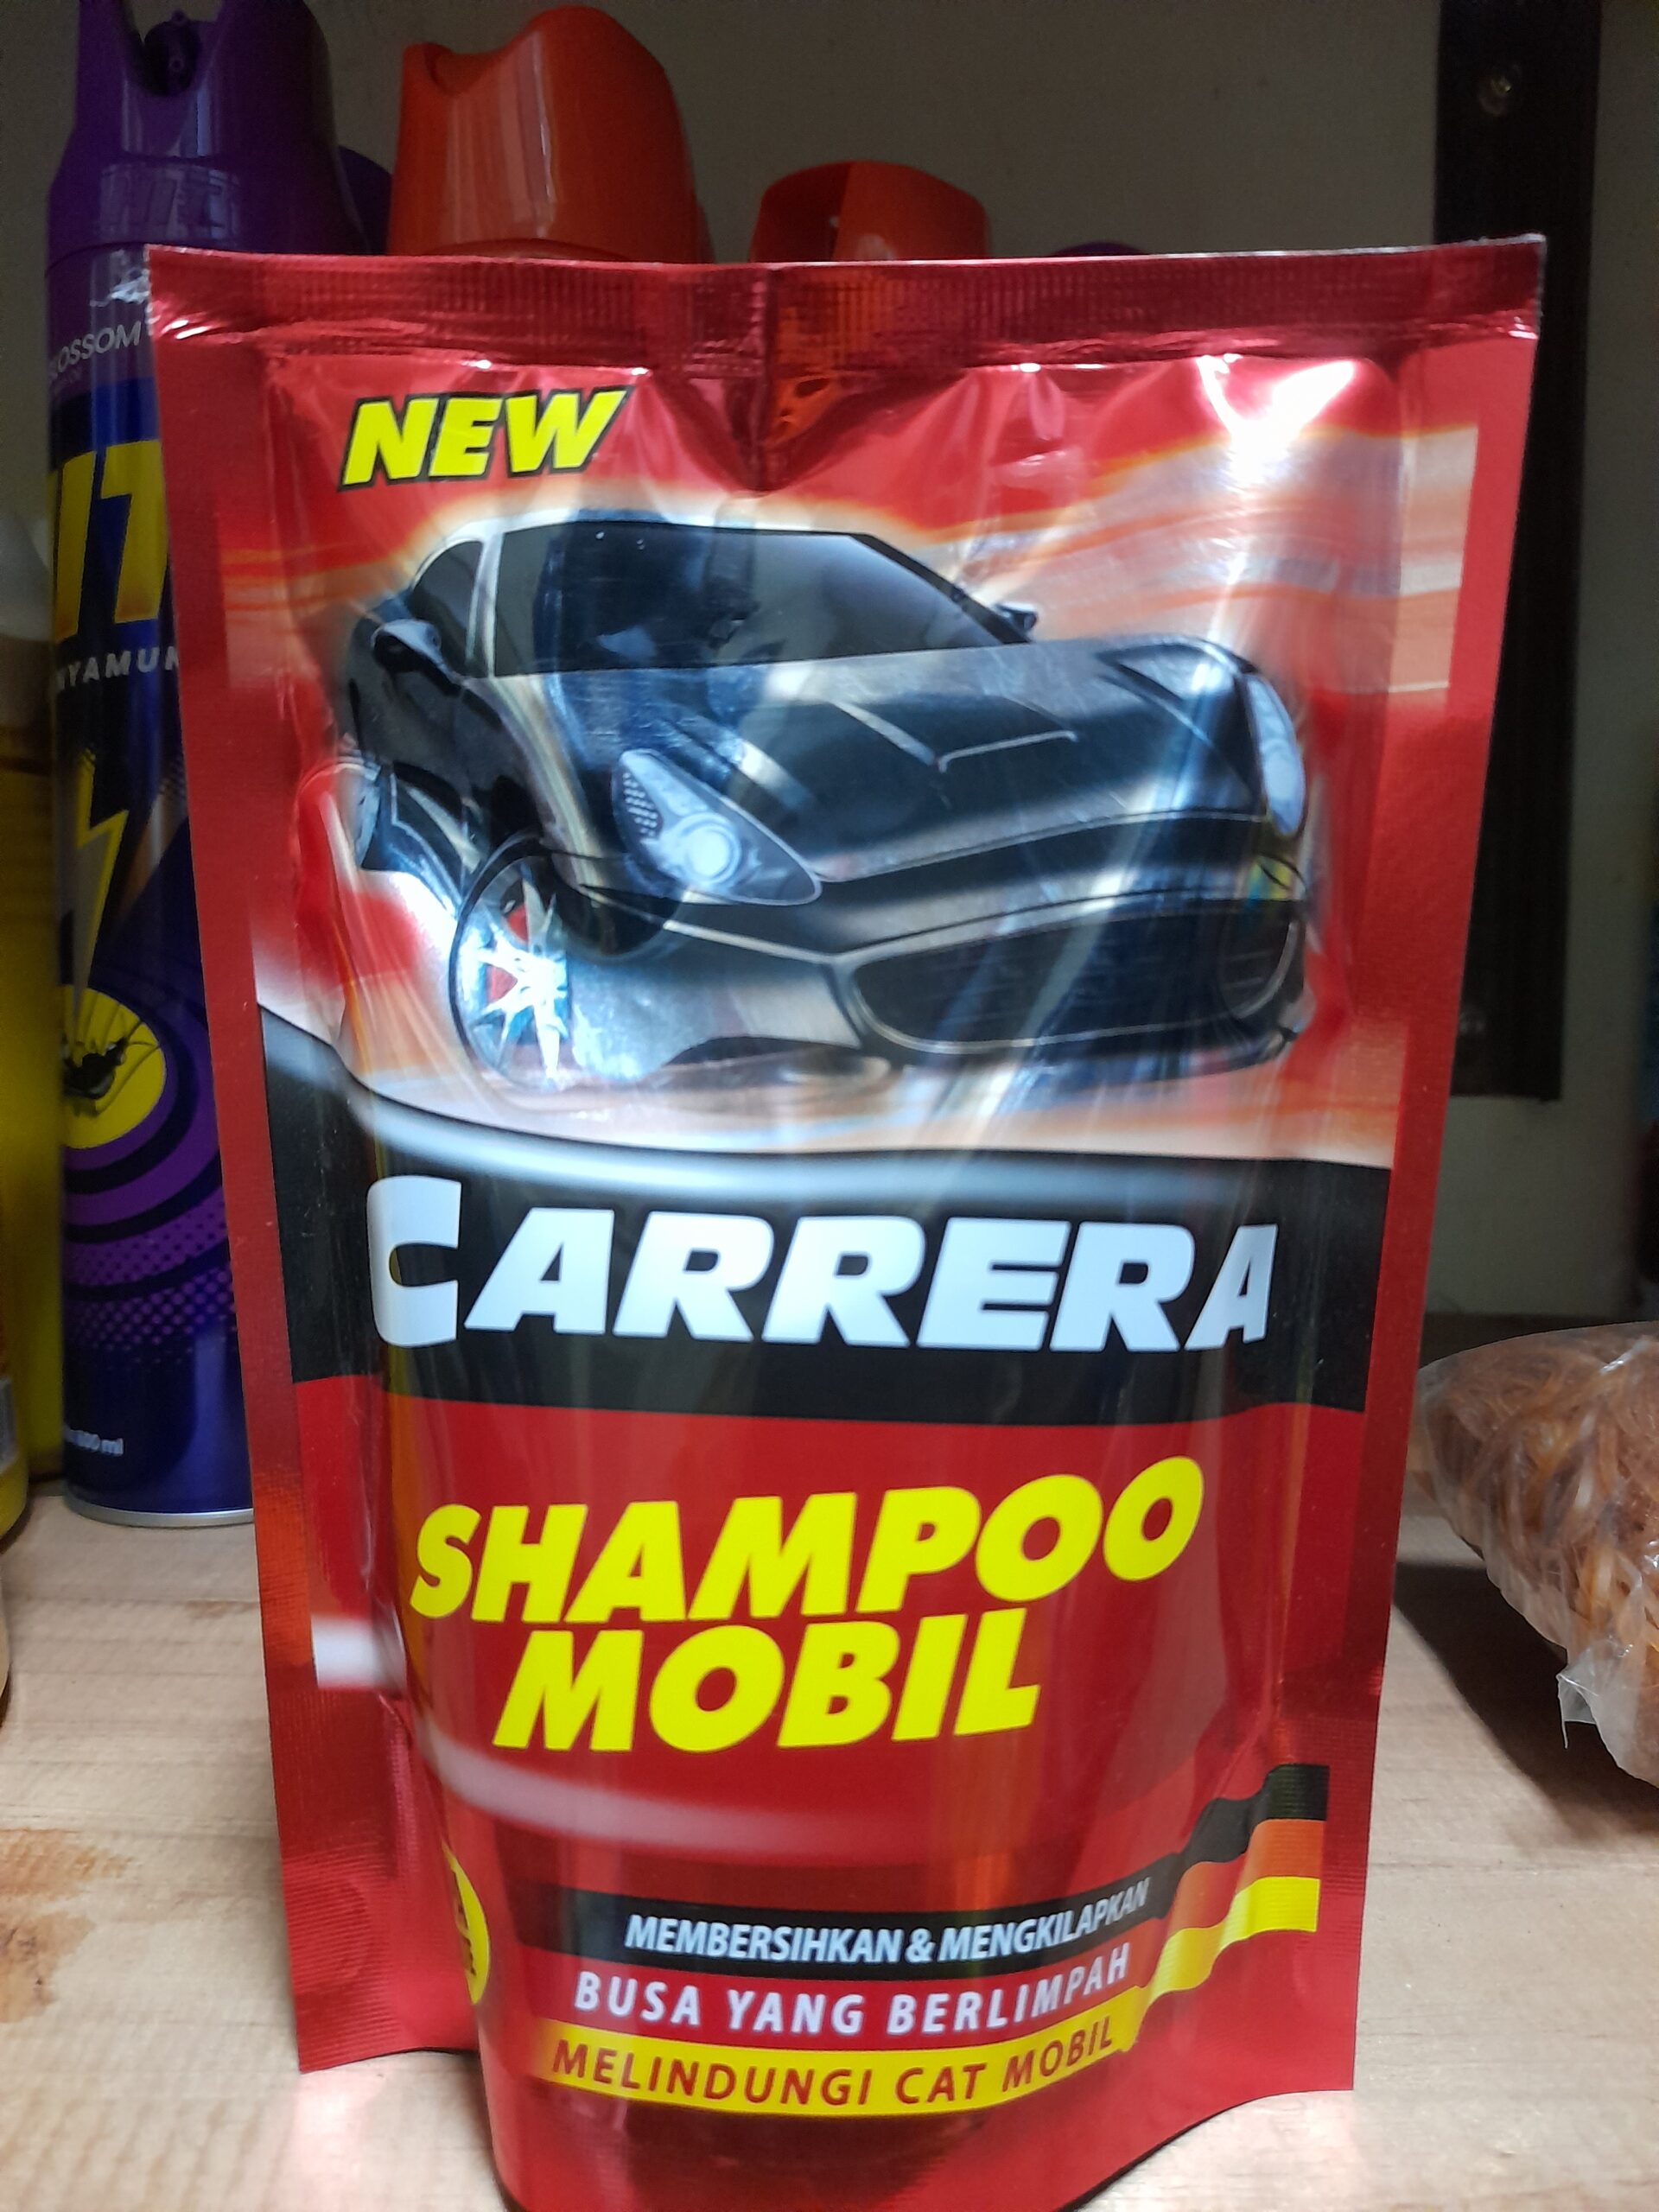 NEW
CARRERA
SHAMPOO
MOBIL
MEMBERSIHKAN & MENGKILAPKAN
BUSA YANG BERLIMPAH
MELINDUNGI CAT MOBIL